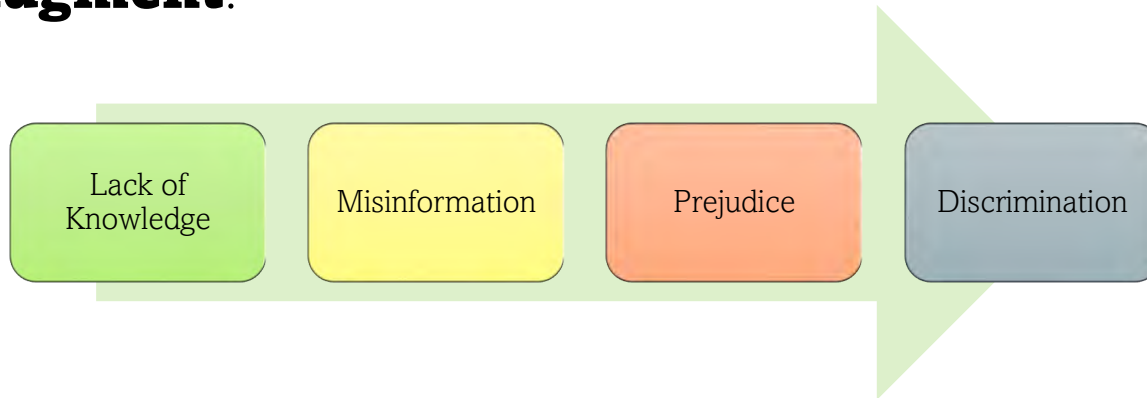 Lack of
Knowledge
Misinformation
Prejudice
Discrimination